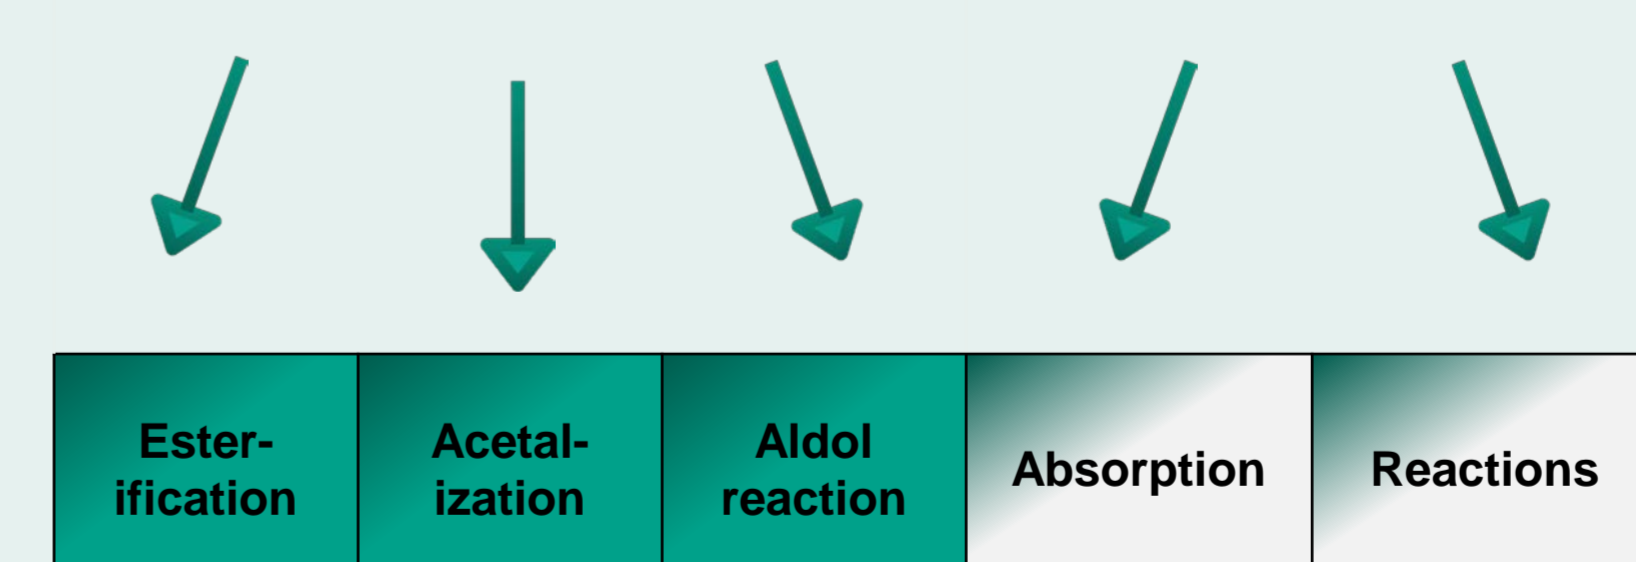 Ester-
ification
Acetal-
ization
Aldol
reaction
Absorption
Reactions